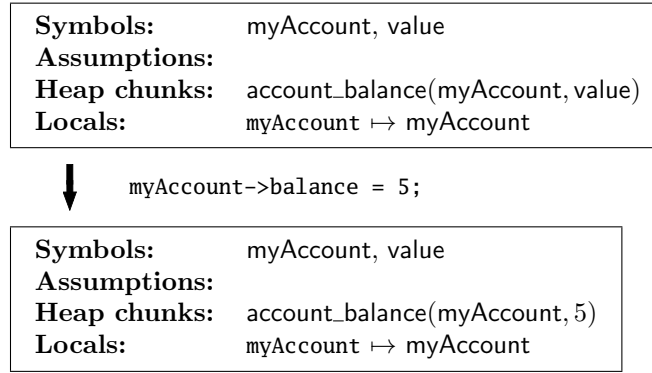 Symbols: myAccount, value
Assumptions:
Heap chunks: account_balance(myAccount, value)
Locals: myAccount ↦ myAccount
myAccount->balance = 5;
Symbols: myAccount, value
Assumptions:
Heap chunks: account_balance(myAccount, 5)
Locals: myAccount ↦ myAccount